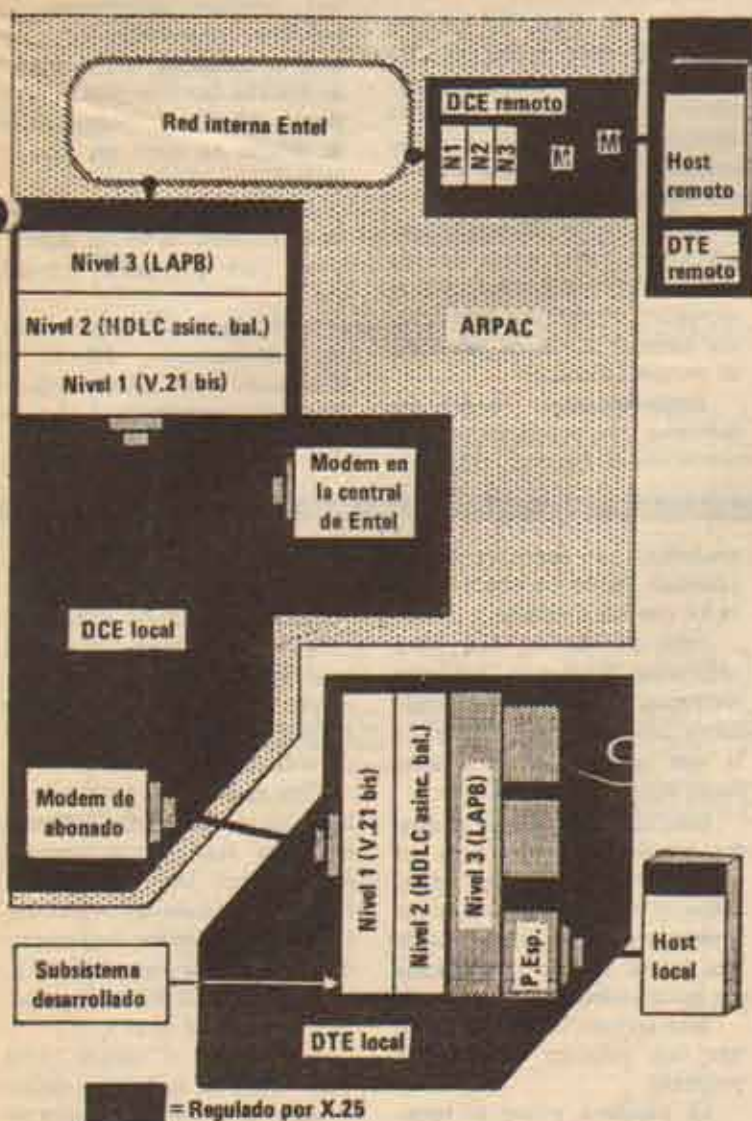 Red interna Entel
DCE remoto
N1
N2
N3
M
M
Host
remoto
DTE
remoto
Nivel 3 (LAPB)
Nivel 2 (HDLC asinc. bal.)
Nivel 1 (V.21 bis)
ARPAC
Modem en
la central
de Entel
DCE local
Modem de
abonado
Nivel 1 (V.21 bis)
Nivel 2 (HDLC asinc. bal.)
Nivel 3 (LAPB)
P.Esp.
Host
local
Subsistema
desarrollado
DTE local
= Regulado por X.25